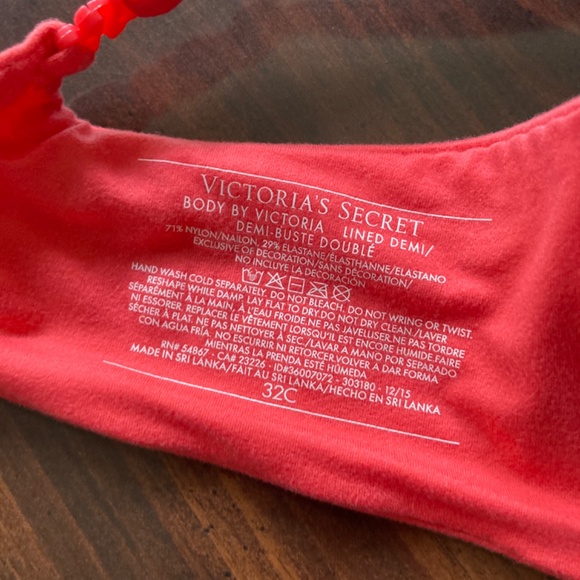 VICTORIA'S SECRET
BODY BY VICTORIA LINED DEMI/
DEMI-BUSTE DOUBLÉ
71% NYLON/NAILON, 29% ELASTANE/ÉLASTHANNE/ELASTANO
EXCLUSIVE OF DECORATION/SANS DÉCORATION/
NO INCLUYE LA DECORACIÓN
HAND WASH COLD SEPARATELY. DO NOT BLEACH. DO NOT WRING OR TWIST.
RESHAPE WHILE DAMP. LAY FLAT TO DRY. DO NOT DRY CLEAN./LAVER
SÉPARÉMENT À LA MAIN À L'EAU FROIDE. NE PAS JAVELLISER. NE PAS TORDRE
NI ESSORER. REPLACER LE VÊTEMENT LORSQU'IL EST ENCORE HUMIDE. FAIRE
SÉCHER À PLAT. NE PAS NETTOYER À SEC./LAVAR A MANO POR SEPARADO
CON AGUA FRÍA. NO BLANQUEAR. NI RETORCER. VOLVER A DAR FORMA
MIENTRAS LA PRENDA ESTÉ HÚMEDA
RN# 54867 - CA# 23226 - ID#36007072 - 303180 - 12/15
MADE IN SRI LANKA/FAIT AU SRI LANKA/HECHO EN SRI LANKA
32C